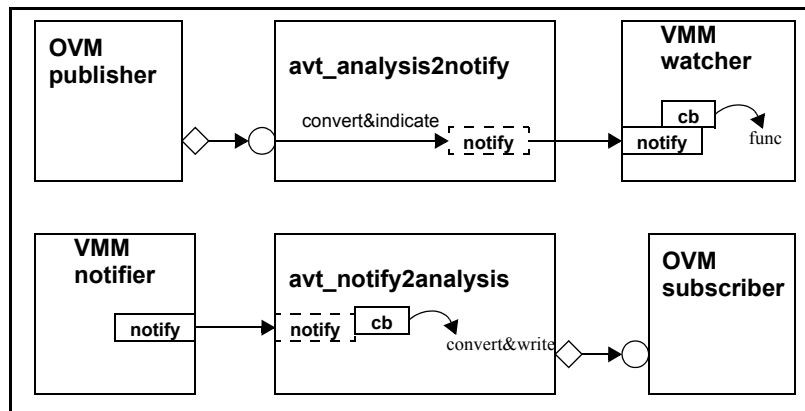 OVM
publisher
avt_analysis2notify
convert&indicate
notify
VMM
watcher
cb
notify
func
VMM
notifier
notify
avt_notify2analysis
notify
cb
convert&write
OVM
subscriber